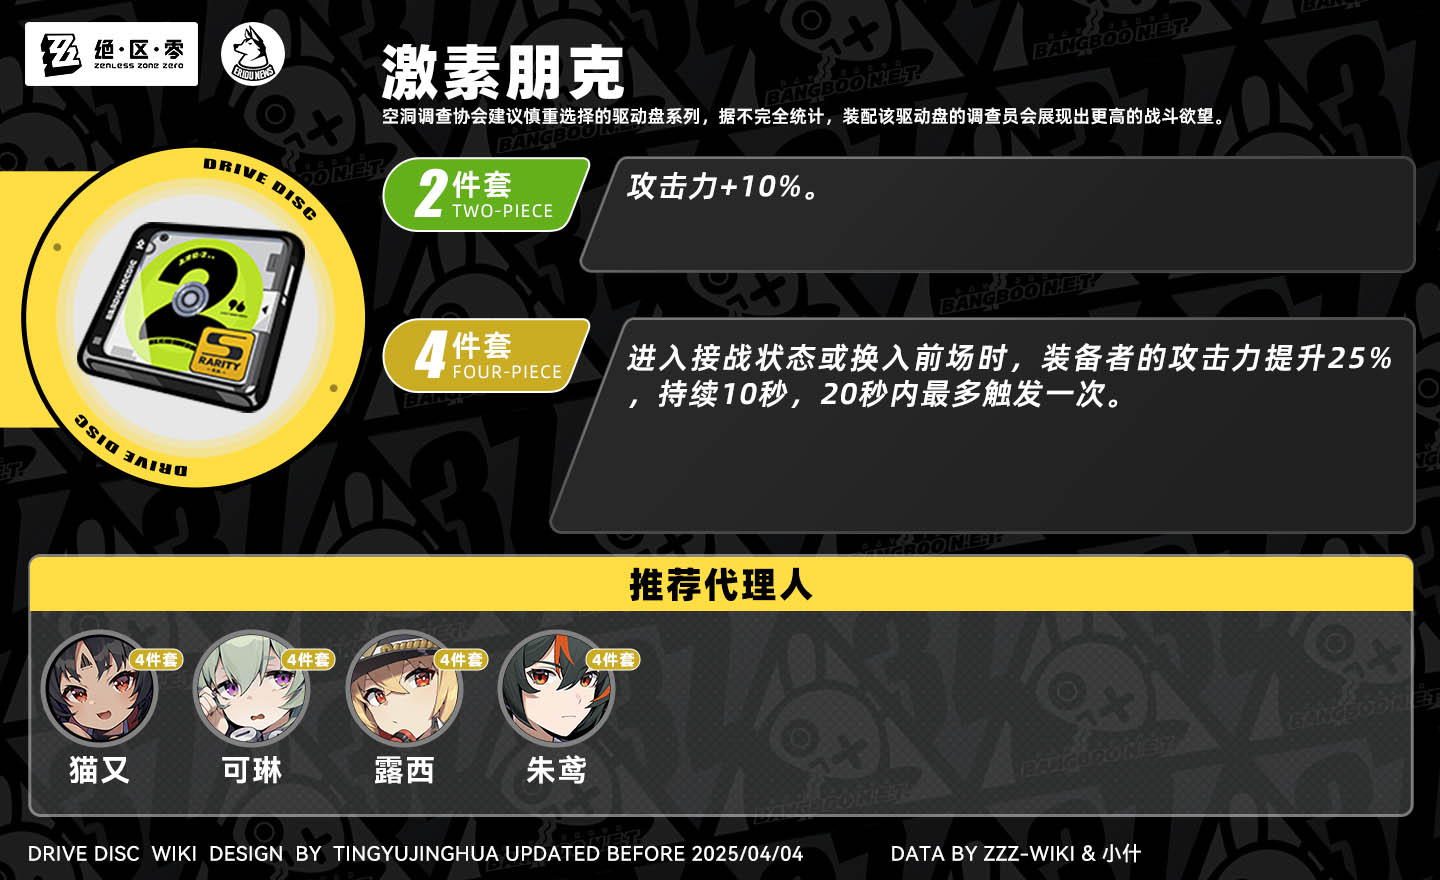 绝·区·零
zenless zone zero
ERIDU NEWS
激素朋克
空洞调查协会建议慎重选择的驱动盘系列，据不完全统计，装配该驱动盘的调查员会展现出更高的战斗欲望。
DRIVE DISC
2件套
TWO-PIECE
攻击力+10%。
96
S
RARITY
DRIVE DISC
4件套
FOUR-PIECE
进入接战状态或换入前场时，装备者的攻击力提升25%
，持续10秒，20秒内最多触发一次。
推荐代理人
4件套 4件套 4件套 4件套
猫又 可琳 露西 朱鸢
DRIVE DISC WIKI DESIGN BY TINGYUJINGHUA UPDATED BEFORE 2025/04/04
DATA BY ZZZ-WIKI & 小什
BANGBOO N.E.T.